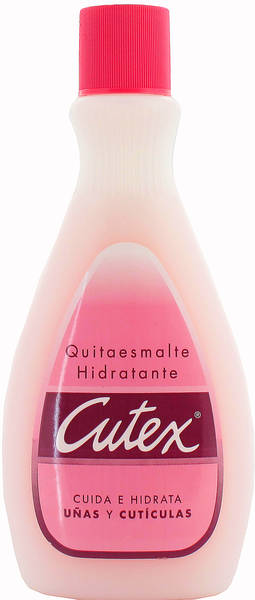 Quitaesmalte
Hidratante
Cutex®
CUIDA E HIDRATA
UÑAS Y CUTÍCULAS